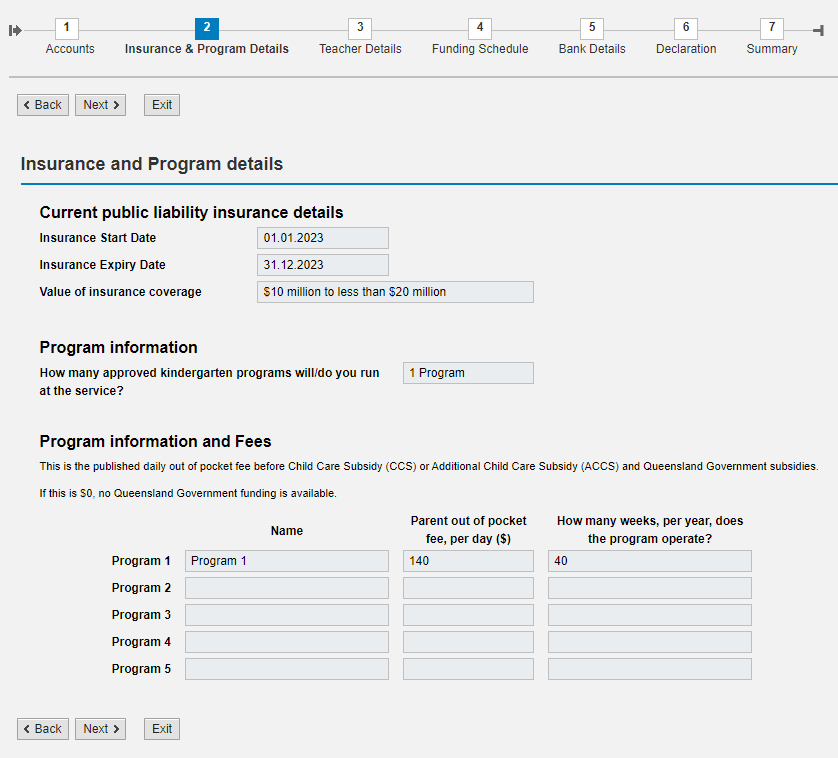 1 2 3 4 5 6 7
Accounts Insurance & Program Details Teacher Details Funding Schedule Bank Details Declaration Summary
Back Next Exit
Insurance and Program details
Current public liability insurance details
Insurance Start Date 01.01.2023
Insurance Expiry Date 31.12.2023
Value of insurance coverage $10 million to less than $20 million
Program information
How many approved kindergarten programs will/do you run 1 Program
at the service?
Program information and Fees
This is the published daily out of pocket fee before Child Care Subsidy (CCS) or Additional Child Care Subsidy (ACCS) and Queensland Government subsidies.
If this is $0, no Queensland Government funding is available.
Name Parent out of pocket fee, per day ($) How many weeks, per year, does the program operate?
Program 1 Program 1 140 40
Program 2
Program 3
Program 4
Program 5
Back Next Exit